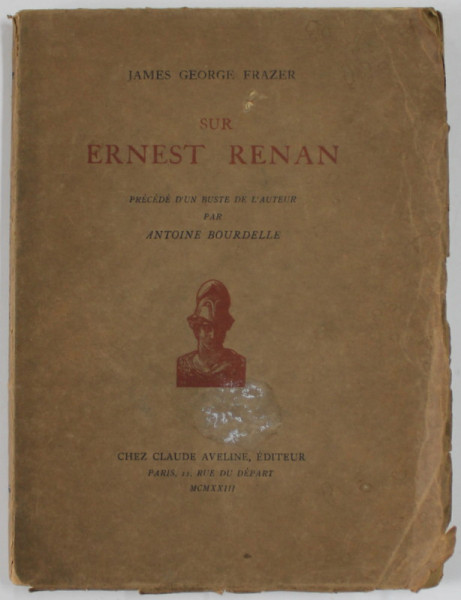 JAMES GEORGE FRAZER
SUR
ERNEST RENAN
PRÉCÉDÉ D'UN BUSTE DE L'AUTEUR
PAR
ANTOINE BOURDELLE
CHEZ CLAUDE AVELINE, ÉDITEUR
PARIS, 11, RUE DU DÉPART
MCMXXIII